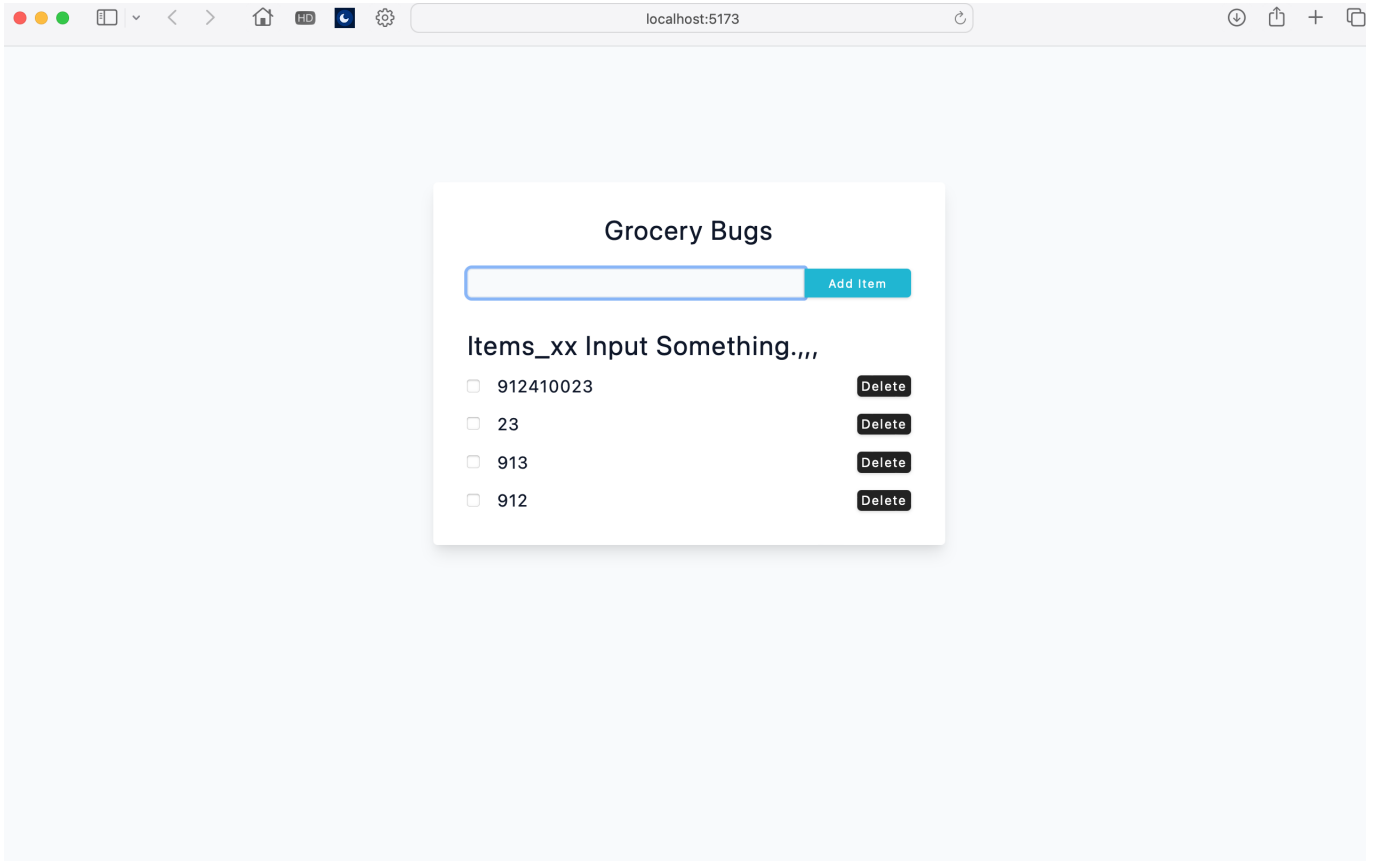 HD
localhost:5173
Grocery Bugs
Add Item
Items_xx Input Something.,,,
912410023 Delete
23 Delete
913 Delete
912 Delete